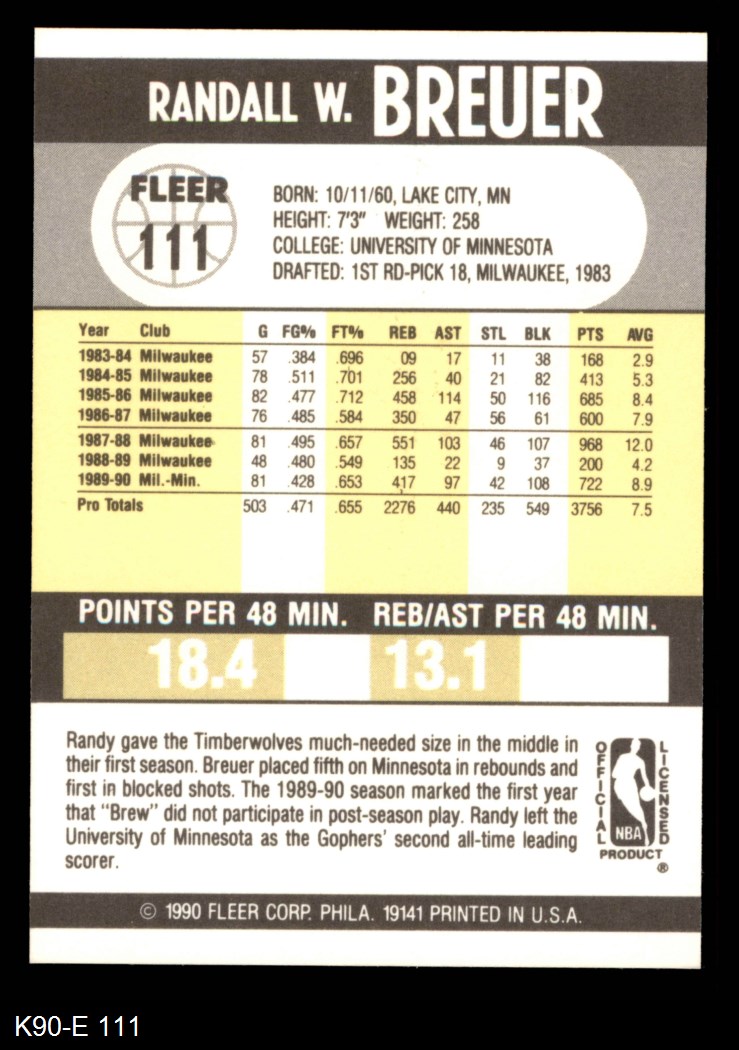 RANDALL W. BREUER
FLEER
111
BORN: 10/11/60, LAKE CITY, MN
HEIGHT: 7'3" WEIGHT: 258
COLLEGE: UNIVERSITY OF MINNESOTA
DRAFTED: 1ST RD-PICK 18, MILWAUKEE, 1983
Year Club G FG% FT% REB AST STL BLK PTS AVG
1983-84 Milwaukee 57 .384 .696 09 17 11 38 168 2.9
1984-85 Milwaukee 78 .511 .701 256 40 21 82 413 5.3
1985-86 Milwaukee 82 .477 .712 458 114 50 116 685 8.4
1986-87 Milwaukee 76 .485 .584 350 47 56 61 600 7.9
1987-88 Milwaukee 81 .495 .657 551 103 46 107 968 12.0
1988-89 Milwaukee 48 .480 .549 135 22 9 37 200 4.2
1989-90 Mil.-Min. 81 .428 .653 417 97 42 108 722 8.9
Pro Totals 503 .471 .655 2276 440 235 549 3756 7.5
POINTS PER 48 MIN. REB/AST PER 48 MIN.
18.4 13.1
Randy gave the Timberwolves much-needed size in the middle in
their first season. Breuer placed fifth on Minnesota in rebounds and
first in blocked shots. The 1989-90 season marked the first year
that "Brew" did not participate in post-season play. Randy left the
University of Minnesota as the Gophers' second all-time leading
scorer.
OFFICIAL
LICENSED
NBA
PRODUCT
®
© 1990 FLEER CORP. PHILA. 19141 PRINTED IN U.S.A.
K90-E 111